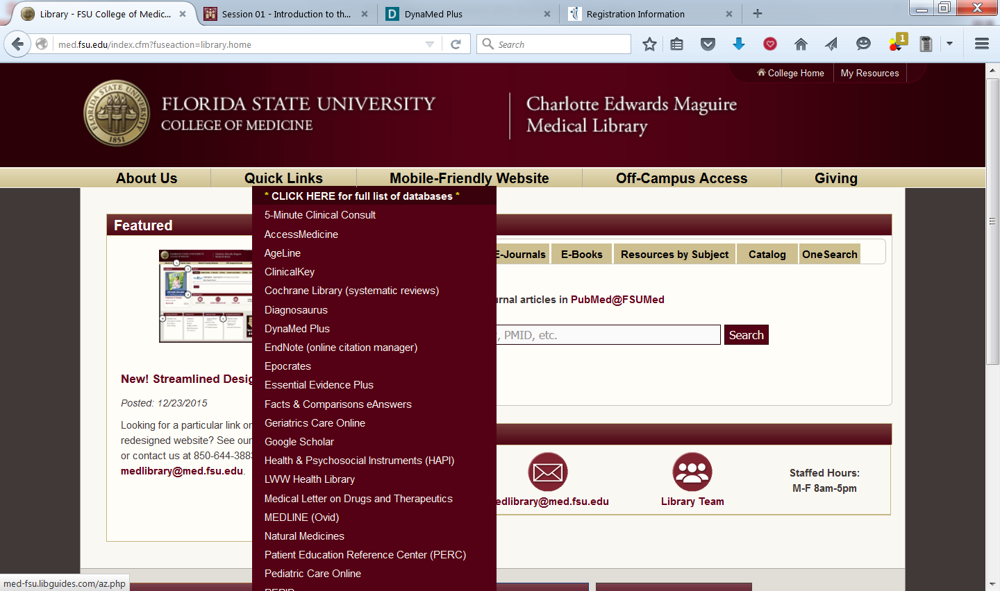 Library - FSU College of Medic...
Session 01 - Introduction to th...
DynaMed Plus
Registration Information
med.fsu.edu/index.cfm?fuseaction=library.home
Search
1
College Home
My Resources
1851
FLORIDA STATE UNIVERSITY
COLLEGE OF MEDICINE
Charlotte Edwards Maguire
Medical Library
About Us
Quick Links
Mobile-Friendly Website
Off-Campus Access
Giving
* CLICK HERE for full list of databases *
5-Minute Clinical Consult
AccessMedicine
AgeLine
ClinicalKey
Cochrane Library (systematic reviews)
Diagnosaurus
DynaMed Plus
EndNote (online citation manager)
Epocrates
Essential Evidence Plus
Facts & Comparisons eAnswers
Geriatrics Care Online
Google Scholar
Health & Psychosocial Instruments (HAPI)
LWW Health Library
Medical Letter on Drugs and Therapeutics
MEDLINE (Ovid)
Natural Medicines
Patient Education Reference Center (PERC)
Pediatric Care Online
Featured
E-Journals
E-Books
Resources by Subject
Catalog
OneSearch
rnal articles in PubMed@FSUMed
, PMID, etc.
Search
New! Streamlined Desig
Posted: 12/23/2015
Looking for a particular link or
redesigned website? See our
or contact us at 850-644-388
medlibrary@med.fsu.edu.
edlibrary@med.fsu.edu
Library Team
Staffed Hours:
M-F 8am-5pm
med-fsu.libguides.com/az.php